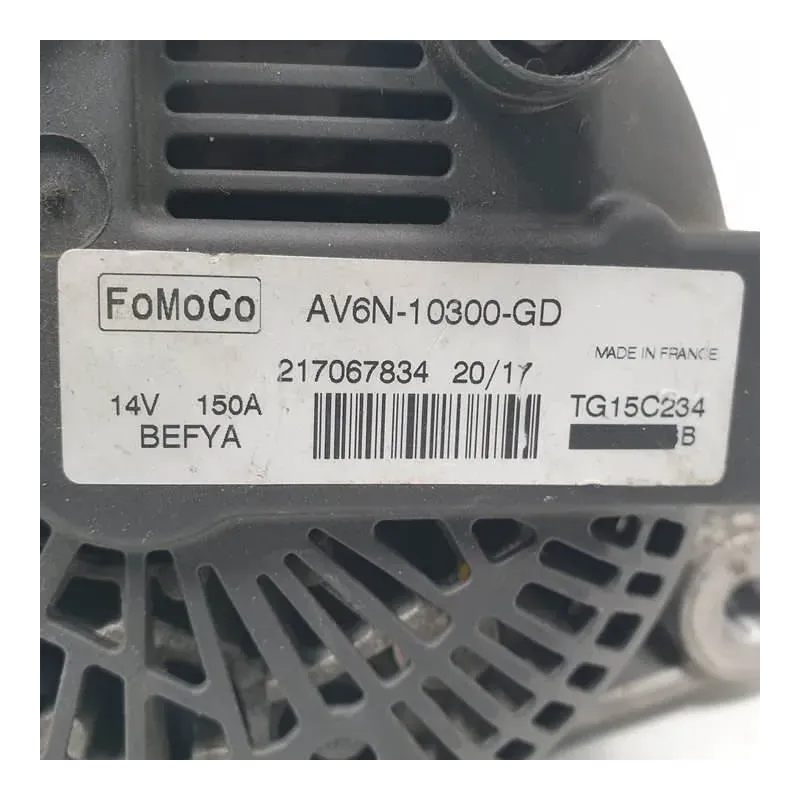 FoMoCo AV6N-10300-GD
MADE IN FRANCE
217067834 20/17
14V 150A TG15C234
BEFYA B